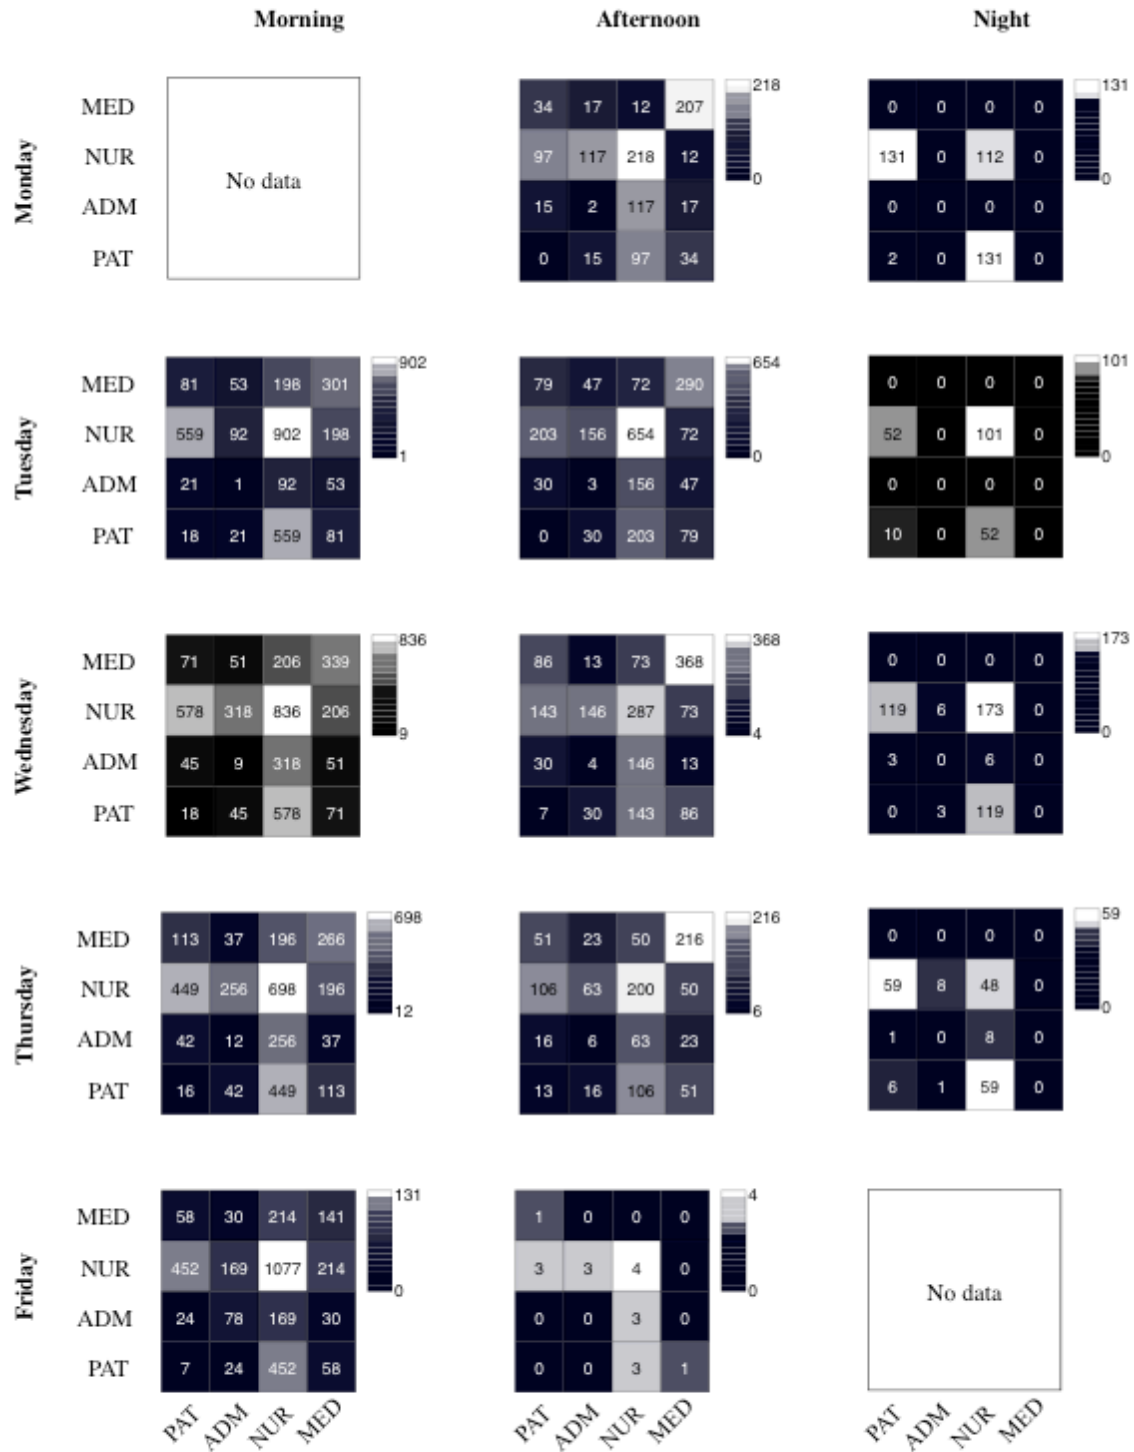 Morning Afternoon Night
Monday
MED 34 17 12 207 218 0 0 0 0 131
NUR No data 97 117 218 12 0 131 0 112 0 0
ADM 15 2 117 17 0 0 0 0
PAT 0 15 97 34 2 0 131 0
Tuesday
MED 81 53 198 301 902 79 47 72 290 654 0 0 0 0 101
NUR 559 92 902 198 1 203 156 654 72 0 52 0 101 0 0
ADM 21 1 92 53 30 3 156 47 0 0 0 0
PAT 18 21 559 81 0 30 203 79 10 0 52 0
Wednesday
MED 71 51 206 339 836 86 13 73 368 368 0 0 0 0 173
NUR 578 318 836 206 9 143 146 287 73 4 119 6 173 0 0
ADM 45 9 318 51 30 4 146 13 3 0 6 0
PAT 18 45 578 71 7 30 143 86 0 3 119 0
Thursday
MED 113 37 196 266 698 51 23 50 216 216 0 0 0 0 59
NUR 449 256 698 196 12 106 63 200 50 6 59 8 48 0 0
ADM 42 12 256 37 16 6 63 23 1 0 8 0
PAT 16 42 449 113 13 16 106 51 6 1 59 0
Friday
MED 58 30 214 141 131 1 0 0 0 4
NUR 452 169 1077 214 0 3 3 4 0 0 No data
ADM 24 78 169 30 0 0 3 0
PAT 7 24 452 58 0 0 3 1
PAT ADM NUR MED PAT ADM NUR MED PAT ADM NUR MED